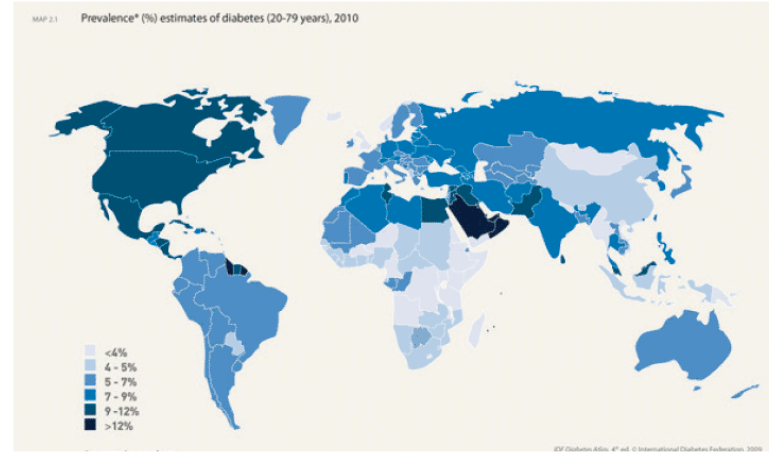 MAP 2.1
Prevalence* (%) estimates of diabetes (20-79 years), 2010
<4%
4 - 5%
5 - 7%
7 - 9%
9 -12%
>12%
IDF Diabetes Atlas, 4th ed. © International Diabetes Federation, 2009